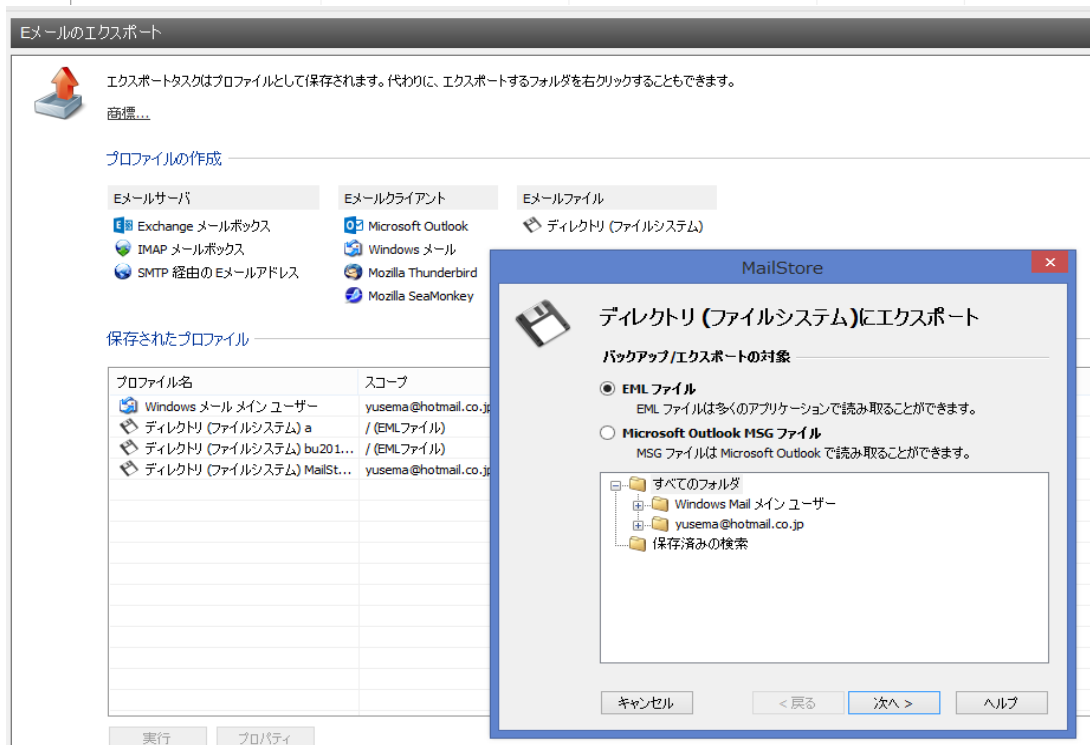 Eメールのエクスポート
エクスポートタスクはプロファイルとして保存されます。代わりに、エクスポートするフォルダを右クリックすることもできます。
商標...
プロファイルの作成
Eメールサーバ
Eメールクライアント
Eメールファイル
Exchange メールボックス
Microsoft Outlook
ディレクトリ (ファイルシステム)
IMAP メールボックス
Windows メール
SMTP 経由の Eメールアドレス
Mozilla Thunderbird
Mozilla SeaMonkey
保存されたプロファイル
プロファイル名
スコープ
Windows メール メイン ユーザー
yusema@hotmail.co.jp
ディレクトリ (ファイルシステム) a
/ (EMLファイル)
ディレクトリ (ファイルシステム) bu201...
/ (EMLファイル)
ディレクトリ (ファイルシステム) MailSt...
yusema@hotmail.co.jp
実行
プロパティ
MailStore
ディレクトリ (ファイルシステム)にエクスポート
バックアップ/エクスポートの対象
EML ファイル
EML ファイルは多くのアプリケーションで読み取ることができます。
Microsoft Outlook MSG ファイル
MSG ファイルは Microsoft Outlook で読み取ることができます。
すべてのフォルダ
Windows Mail メイン ユーザー
yusema@hotmail.co.jp
保存済みの検索
キャンセル
< 戻る
次へ >
ヘルプ